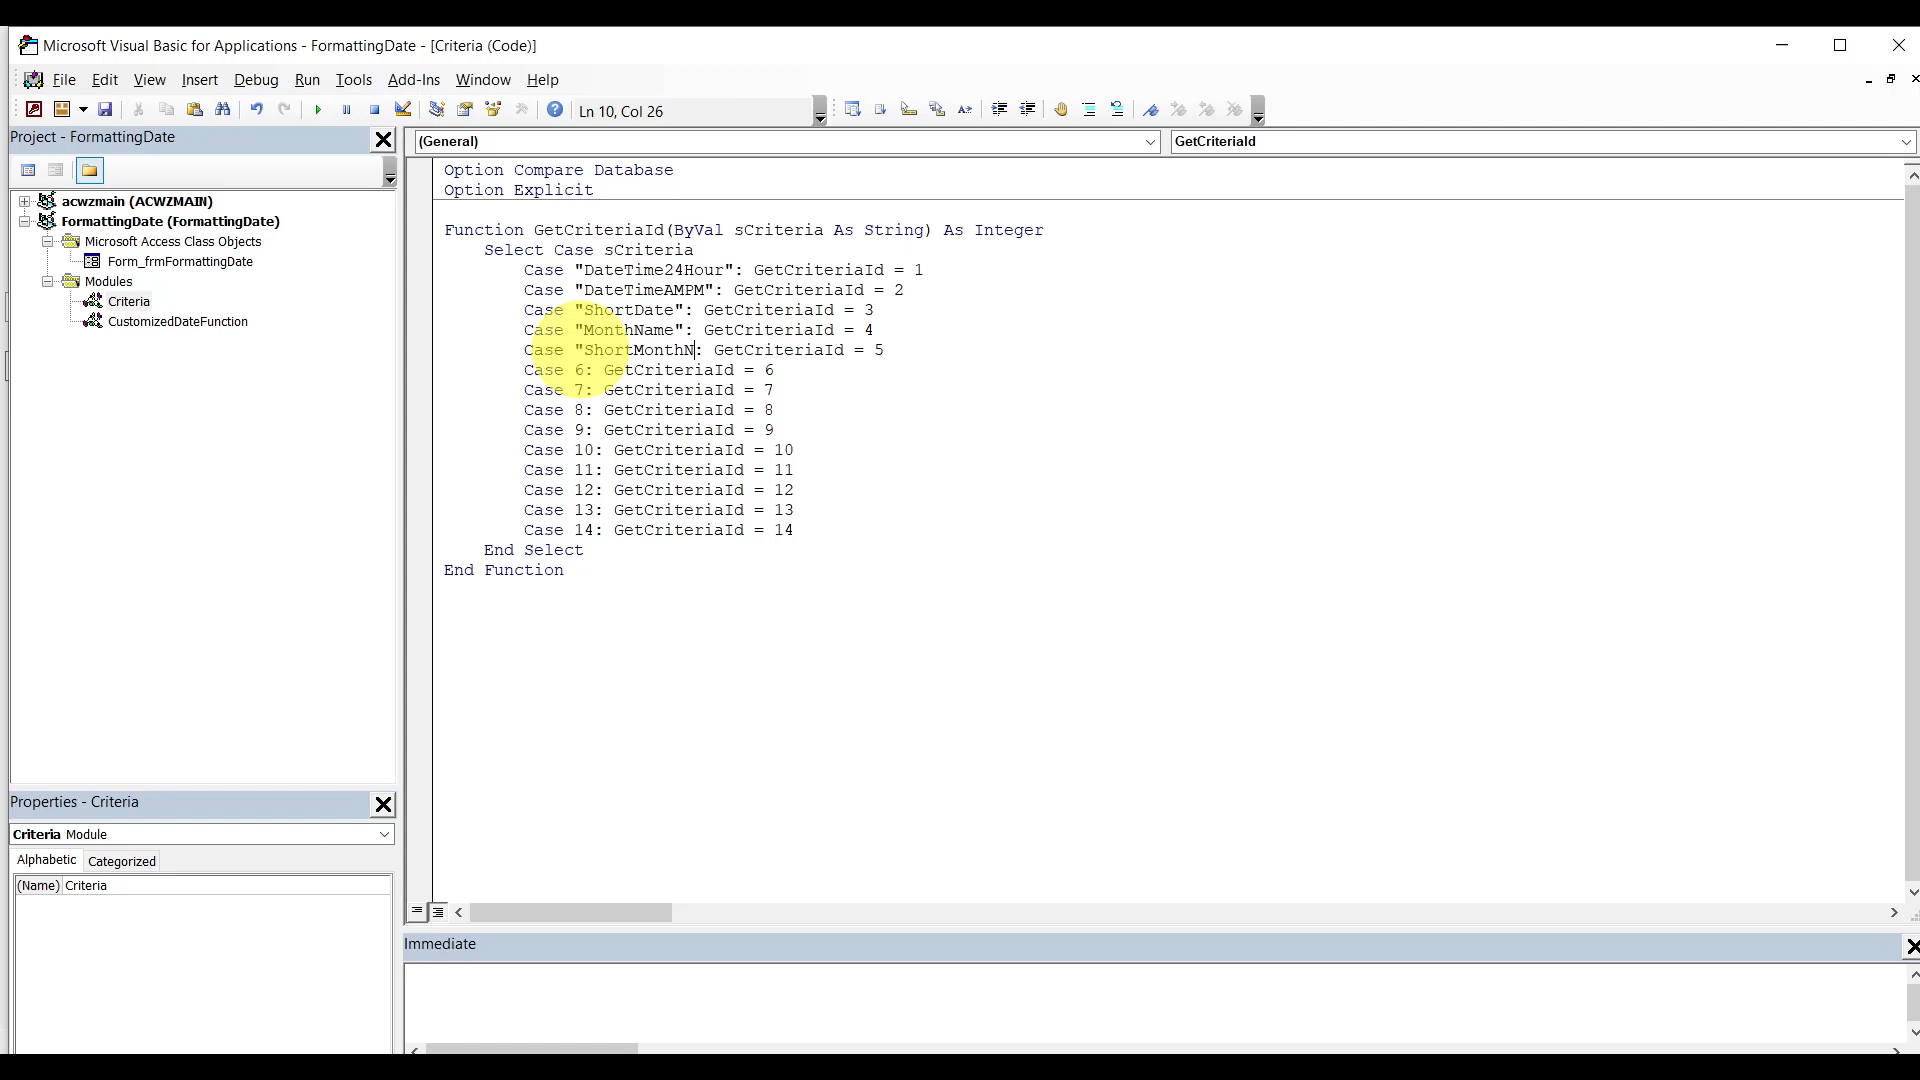 Microsoft Visual Basic for Applications - FormattingDate - [Criteria (Code)]
File Edit View Insert Debug Run Tools Add-Ins Window Help
Ln 10, Col 26
Project - FormattingDate
acwzmain (ACWZMAIN)
FormattingDate (FormattingDate)
Microsoft Access Class Objects
Form_frmFormattingDate
Modules
Criteria
CustomizedDateFunction
Properties - Criteria
Criteria Module
Alphabetic Categorized
(Name) Criteria
(General) GetCriteriaId
Option Compare Database
Option Explicit
Function GetCriteriaId(ByVal sCriteria As String) As Integer
Select Case sCriteria
Case "DateTime24Hour": GetCriteriaId = 1
Case "DateTimeAMPM": GetCriteriaId = 2
Case "ShortDate": GetCriteriaId = 3
Case "MonthName": GetCriteriaId = 4
Case "ShortMonthN: GetCriteriaId = 5
Case 6: GetCriteriaId = 6
Case 7: GetCriteriaId = 7
Case 8: GetCriteriaId = 8
Case 9: GetCriteriaId = 9
Case 10: GetCriteriaId = 10
Case 11: GetCriteriaId = 11
Case 12: GetCriteriaId = 12
Case 13: GetCriteriaId = 13
Case 14: GetCriteriaId = 14
End Select
End Function
Immediate